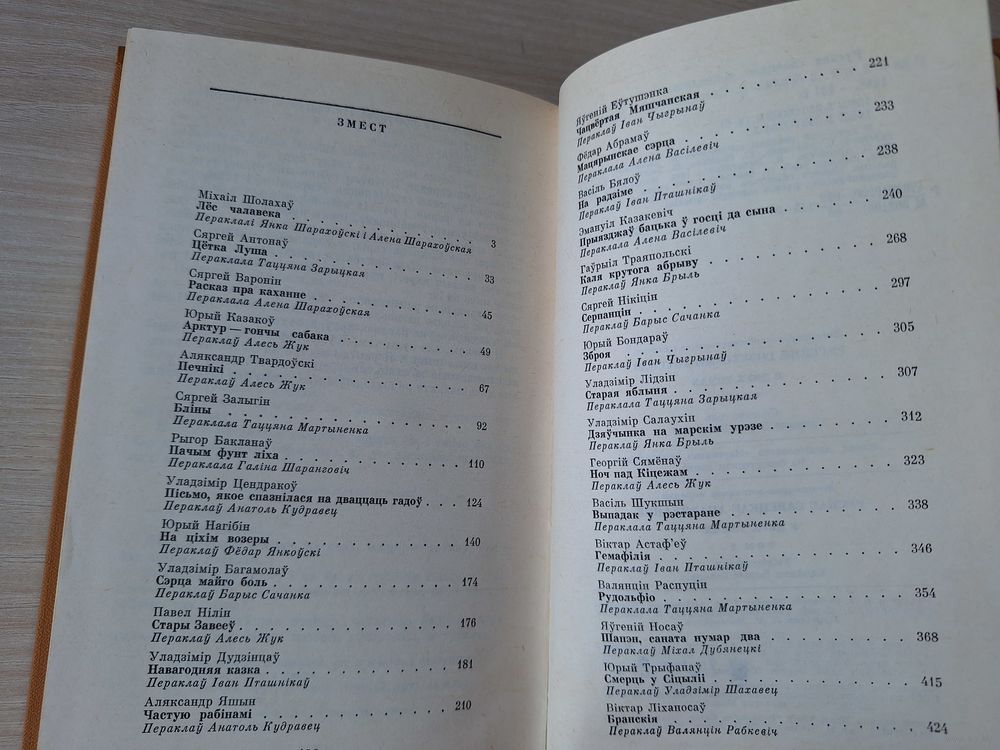 ЗМЕСТ
Міхаіл Шолахаў
Лёс чалавека . . . . . . . . . . . . 3
Пераклалі Янка Шарахоўскі і Алена Шарахоўская
Сяргей Антонаў
Цётка Луша . . . . . . . . . . . . 33
Пераклала Таццяна Зарыцкая
Сяргей Варонін
Расказ пра каханне . . . . . . . . . . 45
Пераклала Алена Шарахоўская
Юрый Казакоў
Арктур — гончы сабака . . . . . . . . . 49
Пераклаў Алесь Жук
Аляксандр Твардоўскі
Печнікі . . . . . . . . . . . . . . 67
Пераклаў Алесь Жук
Сяргей Залыгін
Бліны . . . . . . . . . . . . . . 92
Пераклала Таццяна Мартыненка
Рыгор Бакланаў
Пачым фунт ліха . . . . . . . . . . . 110
Пераклала Галіна Шаранговіч
Уладзімір Цендракоў
Пісьмо, якое спазнілася на дваццаць гадоў . . . 124
Пераклаў Анатоль Кудравец
Юрый Нагібін
На ціхім возеры . . . . . . . . . . . 140
Пераклаў Фёдар Янкоўскі
Уладзімір Багамолаў
Сэрца майго боль . . . . . . . . . . . 174
Пераклаў Барыс Сачанка
Павел Нілін
Стары Завееў . . . . . . . . . . . . 176
Пераклаў Алесь Жук
Уладзімір Дудзінцаў
Навагодняя казка . . . . . . . . . . . 181
Пераклаў Іван Пташнікаў
Аляксандр Яшын
Частую рабінамі . . . . . . . . . . . 210
Пераклаў Анатоль Кудравец
Яўгеній Еўтушэнка
Чацвёртая Мяшчанская . . . . . . . . . 221
Пераклаў Іван Чыгрынаў
Фёдар Абрамаў
Мацярынскае сэрца . . . . . . . . . . 233
Пераклала Алена Васілевіч
Васіль Бялоў
На радзіме . . . . . . . . . . . . 238
Пераклаў Іван Пташнікаў
Эмануіл Казакевіч
Прыязджаў бацька ў госці да сына . . . . . . 240
Пераклала Алена Васілевіч
Гаўрыіл Траяпольскі
Каля крутога абрыву . . . . . . . . . . 268
Пераклаў Янка Брыль
Сяргей Нікіцін
Серпанцін . . . . . . . . . . . . 297
Пераклаў Барыс Сачанка
Юрый Бондараў
Зброя . . . . . . . . . . . . . . 305
Пераклаў Іван Чыгрынаў
Уладзімір Лідзін
Старая яблыня . . . . . . . . . . . . 307
Пераклала Таццяна Зарыцкая
Уладзімір Салаухін
Дзяўчынка на марскім урэзе . . . . . . . . 312
Пераклаў Янка Брыль
Георгій Сямёнаў
Ноч пад Кіцежам . . . . . . . . . . . 323
Пераклаў Алесь Жук
Васіль Шукшын
Выпадак у рэстаране . . . . . . . . . . 338
Пераклала Таццяна Мартыненка
Віктар Астаф'еў
Гемафілія . . . . . . . . . . . . . 346
Пераклаў Іван Пташнікаў
Валянцін Распуцін
Рудольфіо . . . . . . . . . . . . . 354
Пераклала Таццяна Мартыненка
Яўгеній Носаў
Шапэн, саната нумар два . . . . . . . . . 368
Пераклаў Міхал Дубянецкі
Юрый Трыфанаў
Смерць у Сіцыліі . . . . . . . . . . . 415
Пераклаў Уладзімір Шахавец
Віктар Ліханосаў
Бранскія . . . . . . . . . . . . . 424
Пераклаў Валянцін Рабкевіч